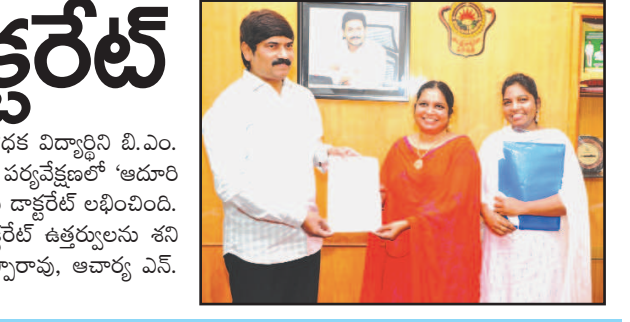 క్టరేట్
ధక విద్యార్థిని బి.ఎం.
పర్యవేక్షణలో ‘ఆదూరి
డాక్టరేట్ లభించింది.
రేట్ ఉత్తర్వులను శని
ప్పారావు, ఆచార్య ఎన్.